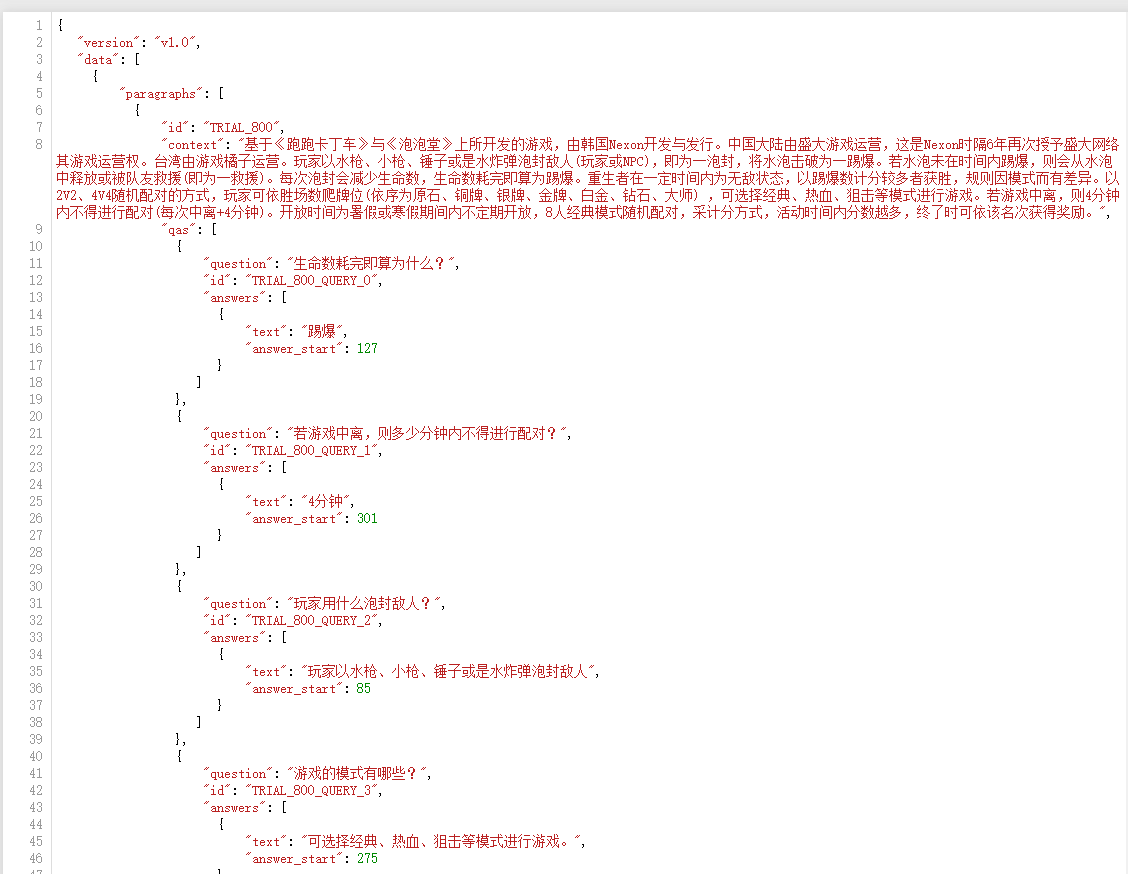 1 {
2 "version": "v1.0",
3 "data": [
4 {
5 "paragraphs": [
6 {
7 "id": "TRIAL_800",
8 "context": "基于《跑跑卡丁车》与《泡泡堂》上所开发的游戏，由韩国Nexon开发与发行。中国大陆由盛大游戏运营，这是Nexon时隔6年再次授予盛大网络
其游戏运营权。台湾由游戏橘子运营。玩家以水枪、小枪、锤子或是水炸弹泡封敌人(玩家或NPC)，即为一泡封，将水泡击破为一踢爆。若水泡未在时间内踢爆，则会从水泡
中释放或被队友救援(即为一救援)。每次泡封会减少生命数，生命数耗完即算为踢爆。重生者在一定时间内为无敌状态，以踢爆数计分较多者获胜，规则因模式而有差异。以
2V2、4V4随机配对的方式，玩家可依胜场数爬牌位(依序为原石、铜牌、银牌、金牌、白金、钻石、大师) ，可选择经典、热血、狙击等模式进行游戏。若游戏中离，则4分钟
内不得进行配对(每次中离+4分钟)。开放时间为暑假或寒假期间内不定期开放，8人经典模式随机配对，采计分方式，活动时间内分数越多，终了时可依该名次获得奖励。",
9 "qas": [
10 {
11 "question": "生命数耗完即算为什么？",
12 "id": "TRIAL_800_QUERY_0",
13 "answers": [
14 {
15 "text": "踢爆",
16 "answer_start": 127
17 }
18 ]
19 },
20 {
21 "question": "若游戏中离，则多少分钟内不得进行配对？",
22 "id": "TRIAL_800_QUERY_1",
23 "answers": [
24 {
25 "text": "4分钟",
26 "answer_start": 301
27 }
28 ]
29 },
30 {
31 "question": "玩家用什么泡封敌人？",
32 "id": "TRIAL_800_QUERY_2",
33 "answers": [
34 {
35 "text": "玩家以水枪、小枪、锤子或是水炸弹泡封敌人",
36 "answer_start": 85
37 }
38 ]
39 },
40 {
41 "question": "游戏的模式有哪些？",
42 "id": "TRIAL_800_QUERY_3",
43 "answers": [
44 {
45 "text": "可选择经典、热血、狙击等模式进行游戏。",
46 "answer_start": 275